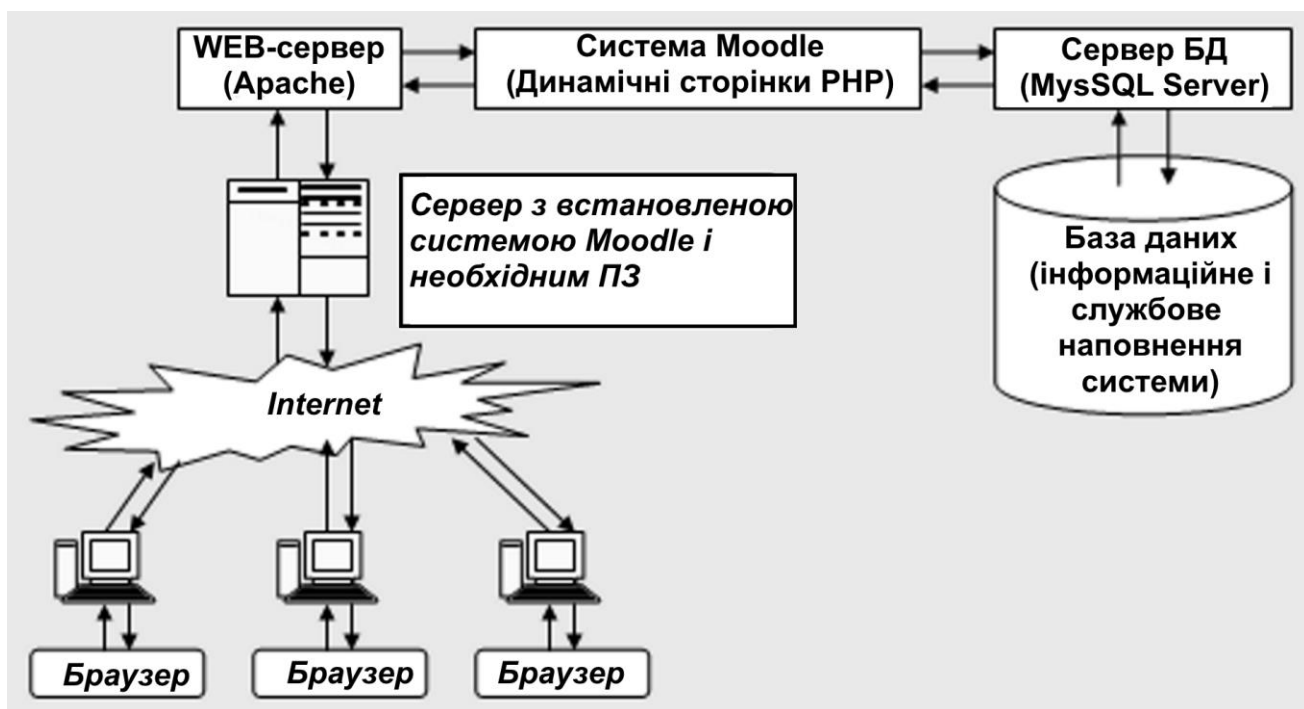 WEB-сервер
(Apache)
Система Moodle
(Динамічні сторінки PHP)
Сервер БД
(MysSQL Server)
Сервер з встановленою
системою Moodle і
необхідним ПЗ
База даних
(інформаційне і
службове
наповнення
системи)
Internet
Браузер
Браузер
Браузер